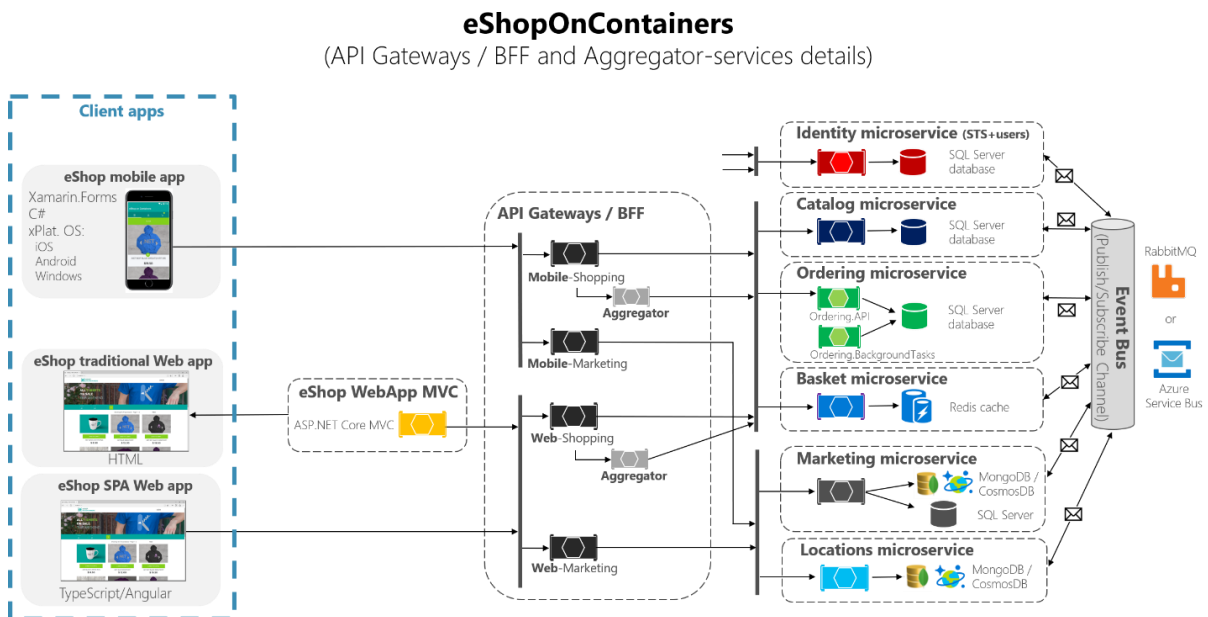 eShopOnContainers
(API Gateways / BFF and Aggregator-services details)
Client apps
eShop mobile app
Xamarin.Forms
C#
xPlat. OS:
iOS
Android
Windows
eShop traditional Web app
HTML
eShop SPA Web app
TypeScript/Angular
eShop WebApp MVC
ASP.NET Core MVC
API Gateways / BFF
Mobile-Shopping
Aggregator
Mobile-Marketing
Web-Shopping
Aggregator
Web-Marketing
Identity microservice (STS+users)
SQL Server
database
Catalog microservice
SQL Server
database
Ordering microservice
Ordering.API
SQL Server
database
Ordering.BackgroundTasks
Basket microservice
Redis cache
Marketing microservice
MongoDB /
CosmosDB
SQL Server
Locations microservice
MongoDB /
CosmosDB
Event Bus
(Publish/Subscribe Channel)
RabbitMQ
or
Azure
Service Bus